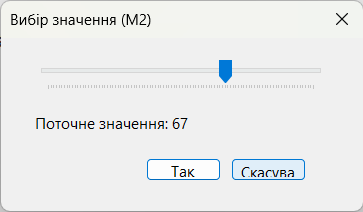 Вибір значення (M2)
Поточне значення: 67
Так
Скасува